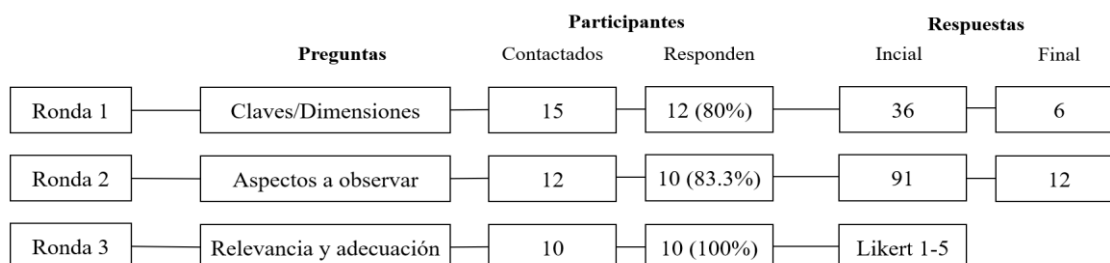 Participantes Respuestas
Preguntas Contactados Responden Incial Final
Ronda 1 Claves/Dimensiones 15 12 (80%) 36 6
Ronda 2 Aspectos a observar 12 10 (83.3%) 91 12
Ronda 3 Relevancia y adecuación 10 10 (100%) Likert 1-5